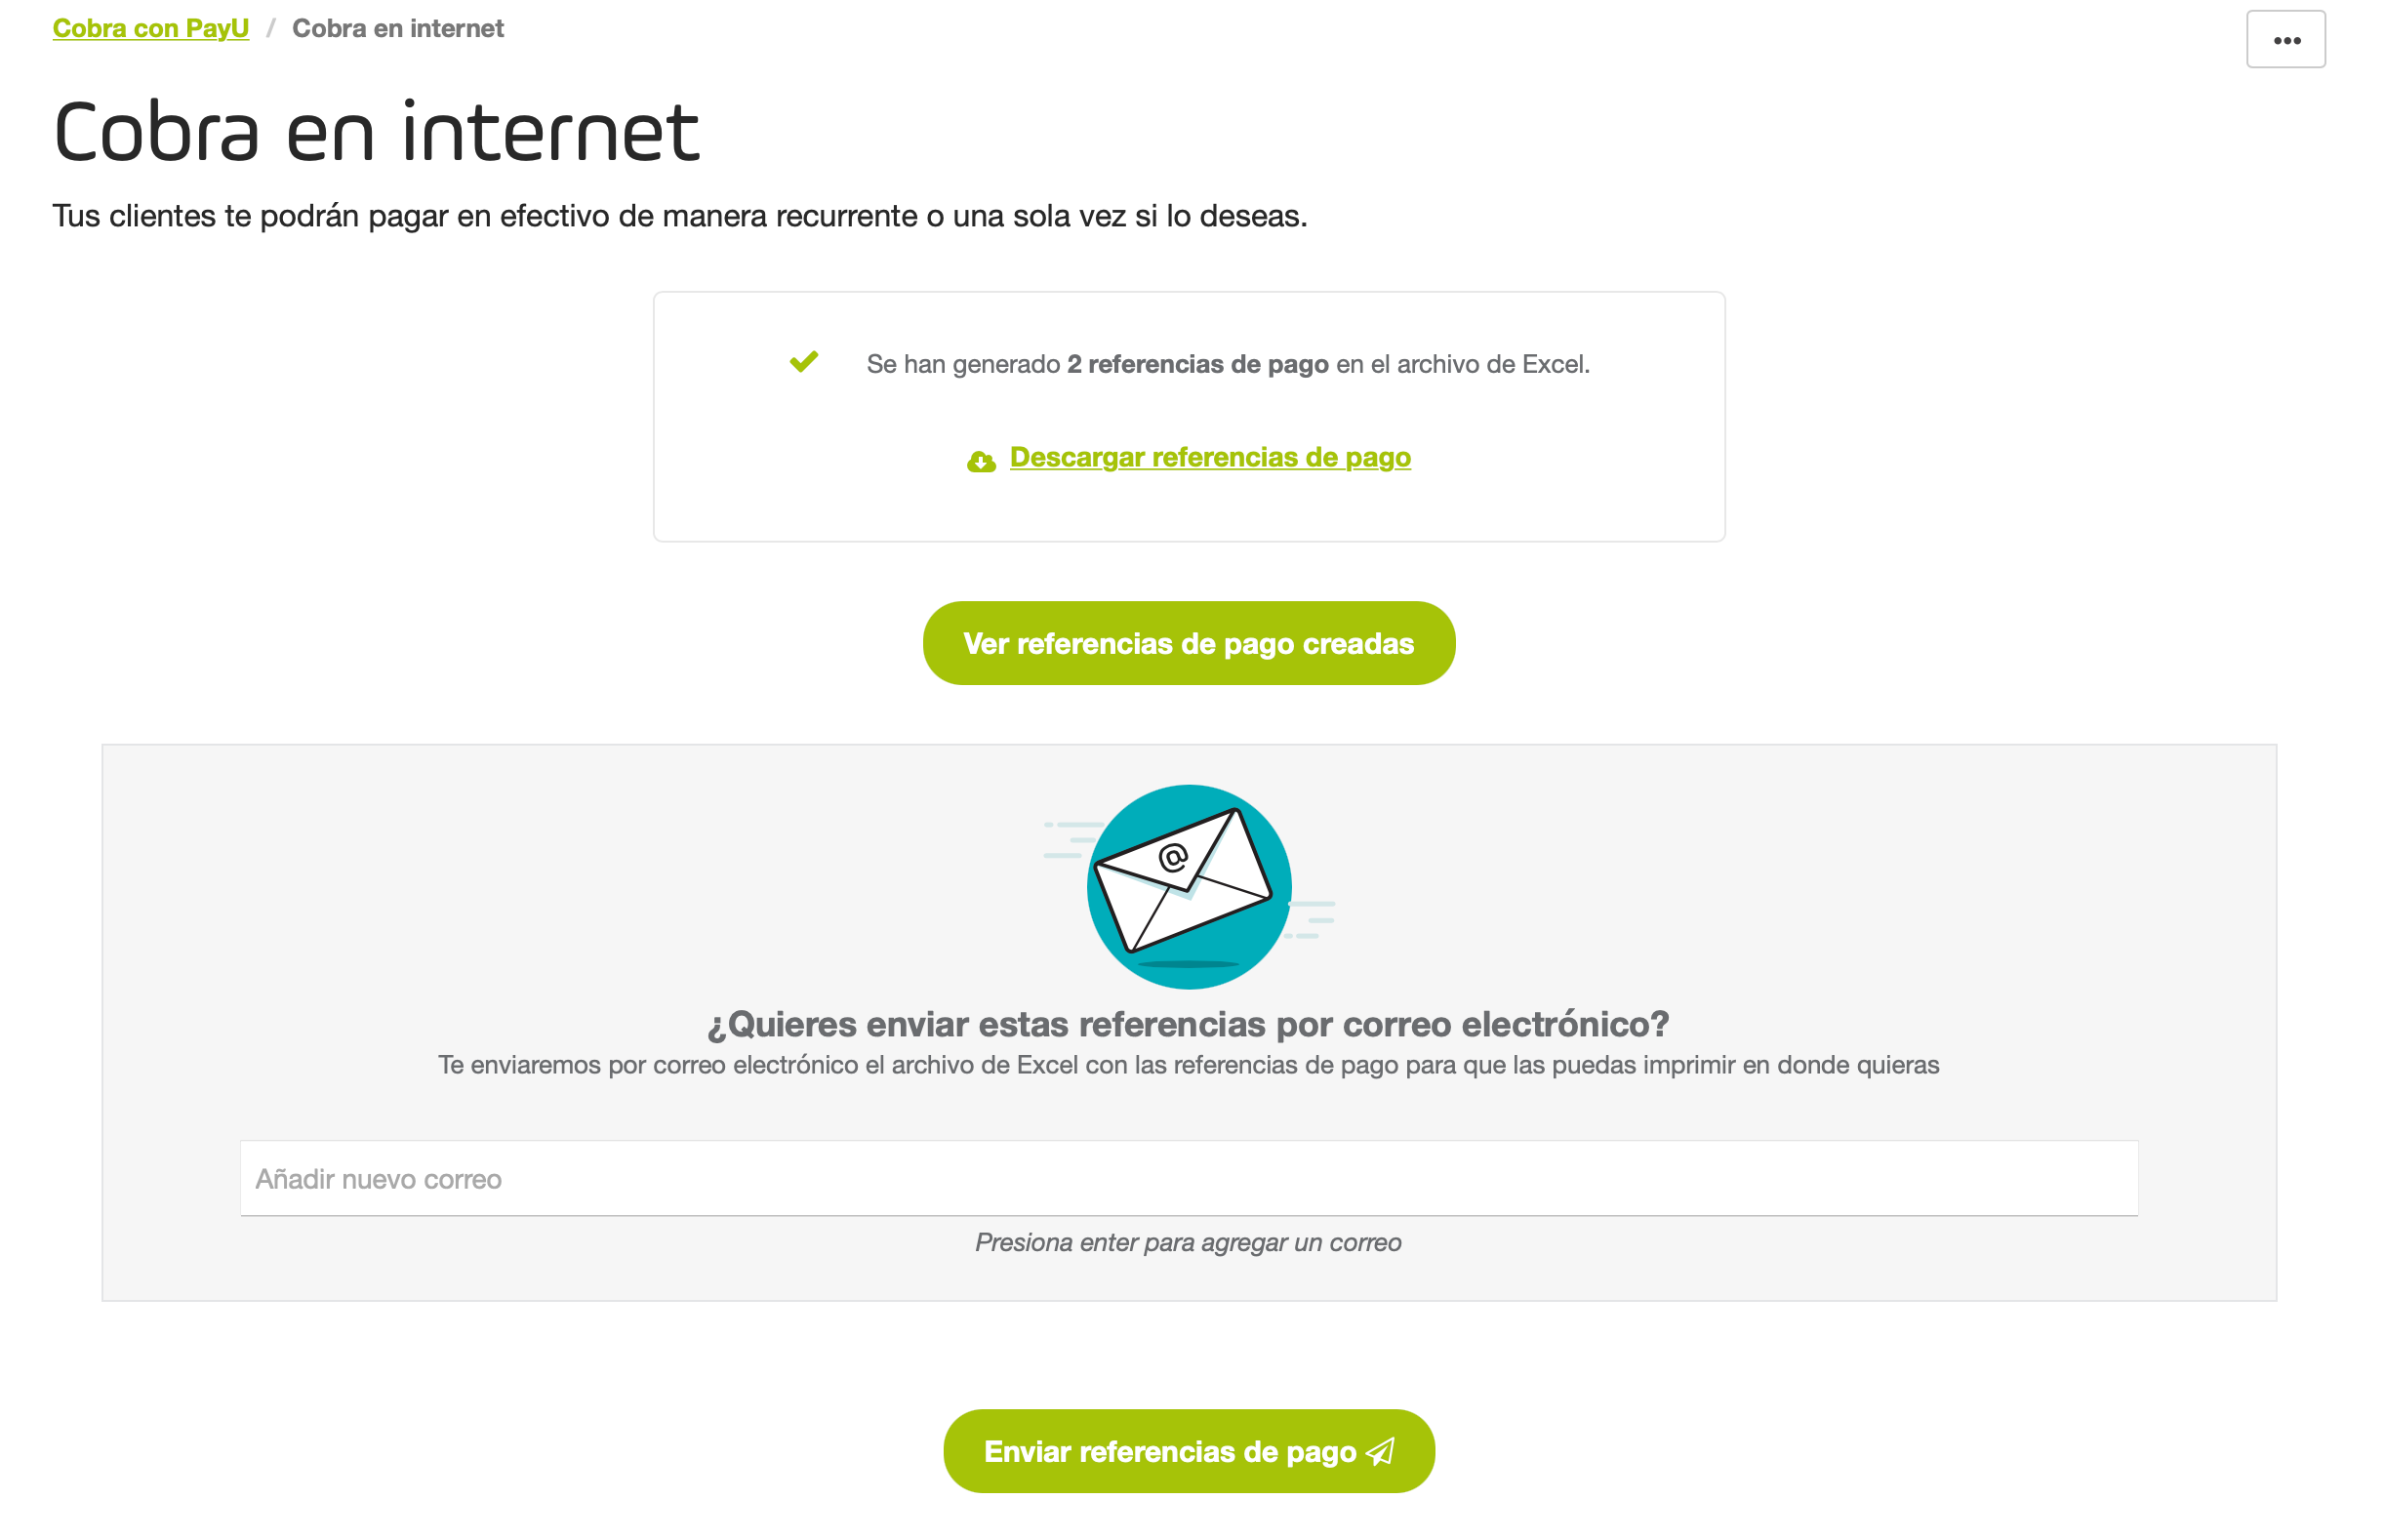 Cobra con PayU / Cobra en internet
Cobra en internet
Tus clientes te podrán pagar en efectivo de manera recurrente o una sola vez si lo deseas.
Se han generado 2 referencias de pago en el archivo de Excel.
Descargar referencias de pago
Ver referencias de pago creadas
@
¿Quieres enviar estas referencias por correo electrónico?
Te enviaremos por correo electrónico el archivo de Excel con las referencias de pago para que las puedas imprimir en donde quieras
Añadir nuevo correo
Presiona enter para agregar un correo
Enviar referencias de pago